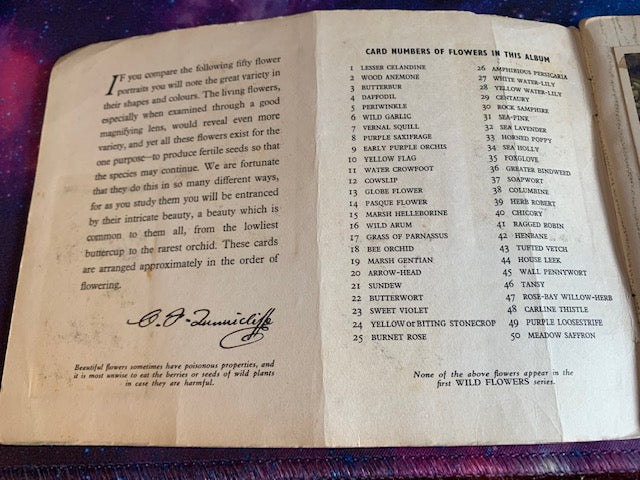 IF you compare the following fifty flower
portraits you will note the great variety in
their shapes and colours. The living flowers,
especially when examined through a good
magnifying lens, would reveal even more
variety, and yet all these flowers exist for the
one purpose—to produce fertile seeds so that
the species may continue. We are fortunate
that they do this in so many different ways,
for as you study them you will be entranced
by their intricate beauty, a beauty which is
common to them all, from the lowliest
buttercup to the rarest orchid. These cards
are arranged approximately in the order of
flowering.
C. F. Tunnicliffe
Beautiful flowers sometimes have poisonous properties, and
it is most unwise to eat the berries or seeds of wild plants
in case they are harmful.
CARD NUMBERS OF FLOWERS IN THIS ALBUM
1 LESSER CELANDINE
2 WOOD ANEMONE
3 BUTTERBUR
4 DAFFODIL
5 PERIWINKLE
6 WILD GARLIC
7 VERNAL SQUILL
8 PURPLE SAXIFRAGE
9 EARLY PURPLE ORCHIS
10 YELLOW FLAG
11 WATER CROWFOOT
12 COWSLIP
13 GLOBE FLOWER
14 PASQUE FLOWER
15 MARSH HELLEBORINE
16 WILD ARUM
17 GRASS OF PARNASSUS
18 BEE ORCHID
19 MARSH GENTIAN
20 ARROW-HEAD
21 SUNDEW
22 BUTTERWORT
23 SWEET VIOLET
24 YELLOW or BITING STONECROP
25 BURNET ROSE
26 AMPHIBIOUS PERSICARIA
27 WHITE WATER-LILY
28 YELLOW WATER-LILY
29 CENTAURY
30 ROCK SAMPHIRE
31 SEA-PINK
32 SEA LAVENDER
33 HORNED POPPY
34 SEA HOLLY
35 FOXGLOVE
36 GREATER BINDWEED
37 SOAPWORT
38 COLUMBINE
39 HERB ROBERT
40 CHICORY
41 RAGGED ROBIN
42 HENBANE
43 TUFTED VETCH
44 HOUSE LEEK
45 WALL PENNYWORT
46 TANSY
47 ROSE-BAY WILLOW-HERB
48 CARLINE THISTLE
49 PURPLE LOOSESTRIFE
50 MEADOW SAFFRON
None of the above flowers appear in the
first WILD FLOWERS series.